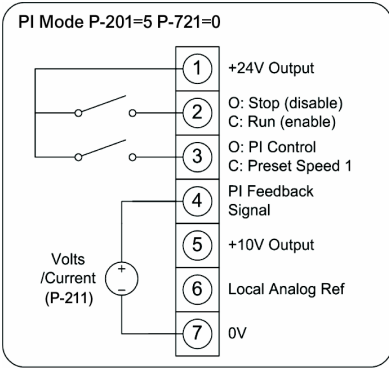 PI Mode P-201=5 P-721=0
1 +24V Output
2 O: Stop (disable)
C: Run (enable)
3 O: PI Control
C: Preset Speed 1
4 PI Feedback
Signal
5 +10V Output
6 Local Analog Ref
7 0V
Volts
/Current
(P-211)
+
−